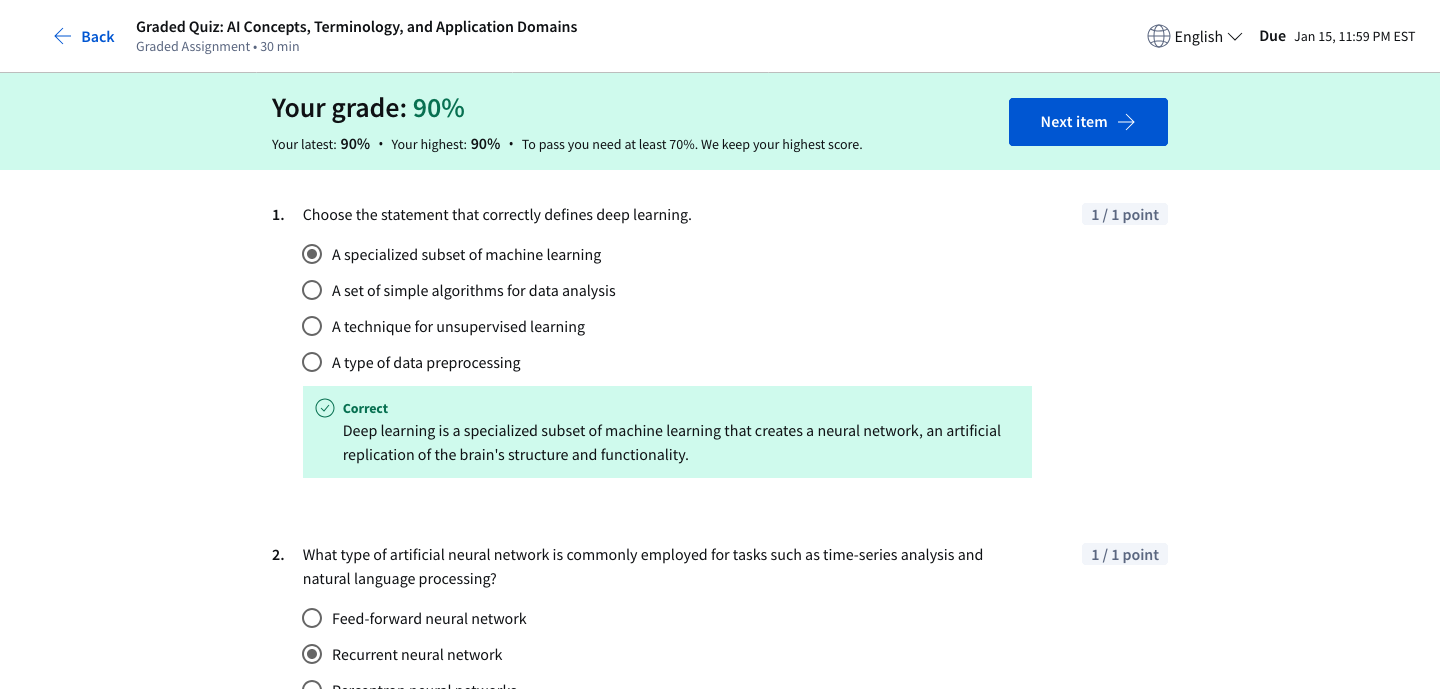 Back
Graded Quiz: AI Concepts, Terminology, and Application Domains
Graded Assignment • 30 min
English
Due Jan 15, 11:59 PM EST
Your grade: 90%
Your latest: 90% • Your highest: 90% • To pass you need at least 70%. We keep your highest score.
Next item
1. Choose the statement that correctly defines deep learning.
1 / 1 point
A specialized subset of machine learning
A set of simple algorithms for data analysis
A technique for unsupervised learning
A type of data preprocessing
Correct
Deep learning is a specialized subset of machine learning that creates a neural network, an artificial
replication of the brain's structure and functionality.
2. What type of artificial neural network is commonly employed for tasks such as time-series analysis and
natural language processing?
1 / 1 point
Feed-forward neural network
Recurrent neural network
Perceptron neural networks